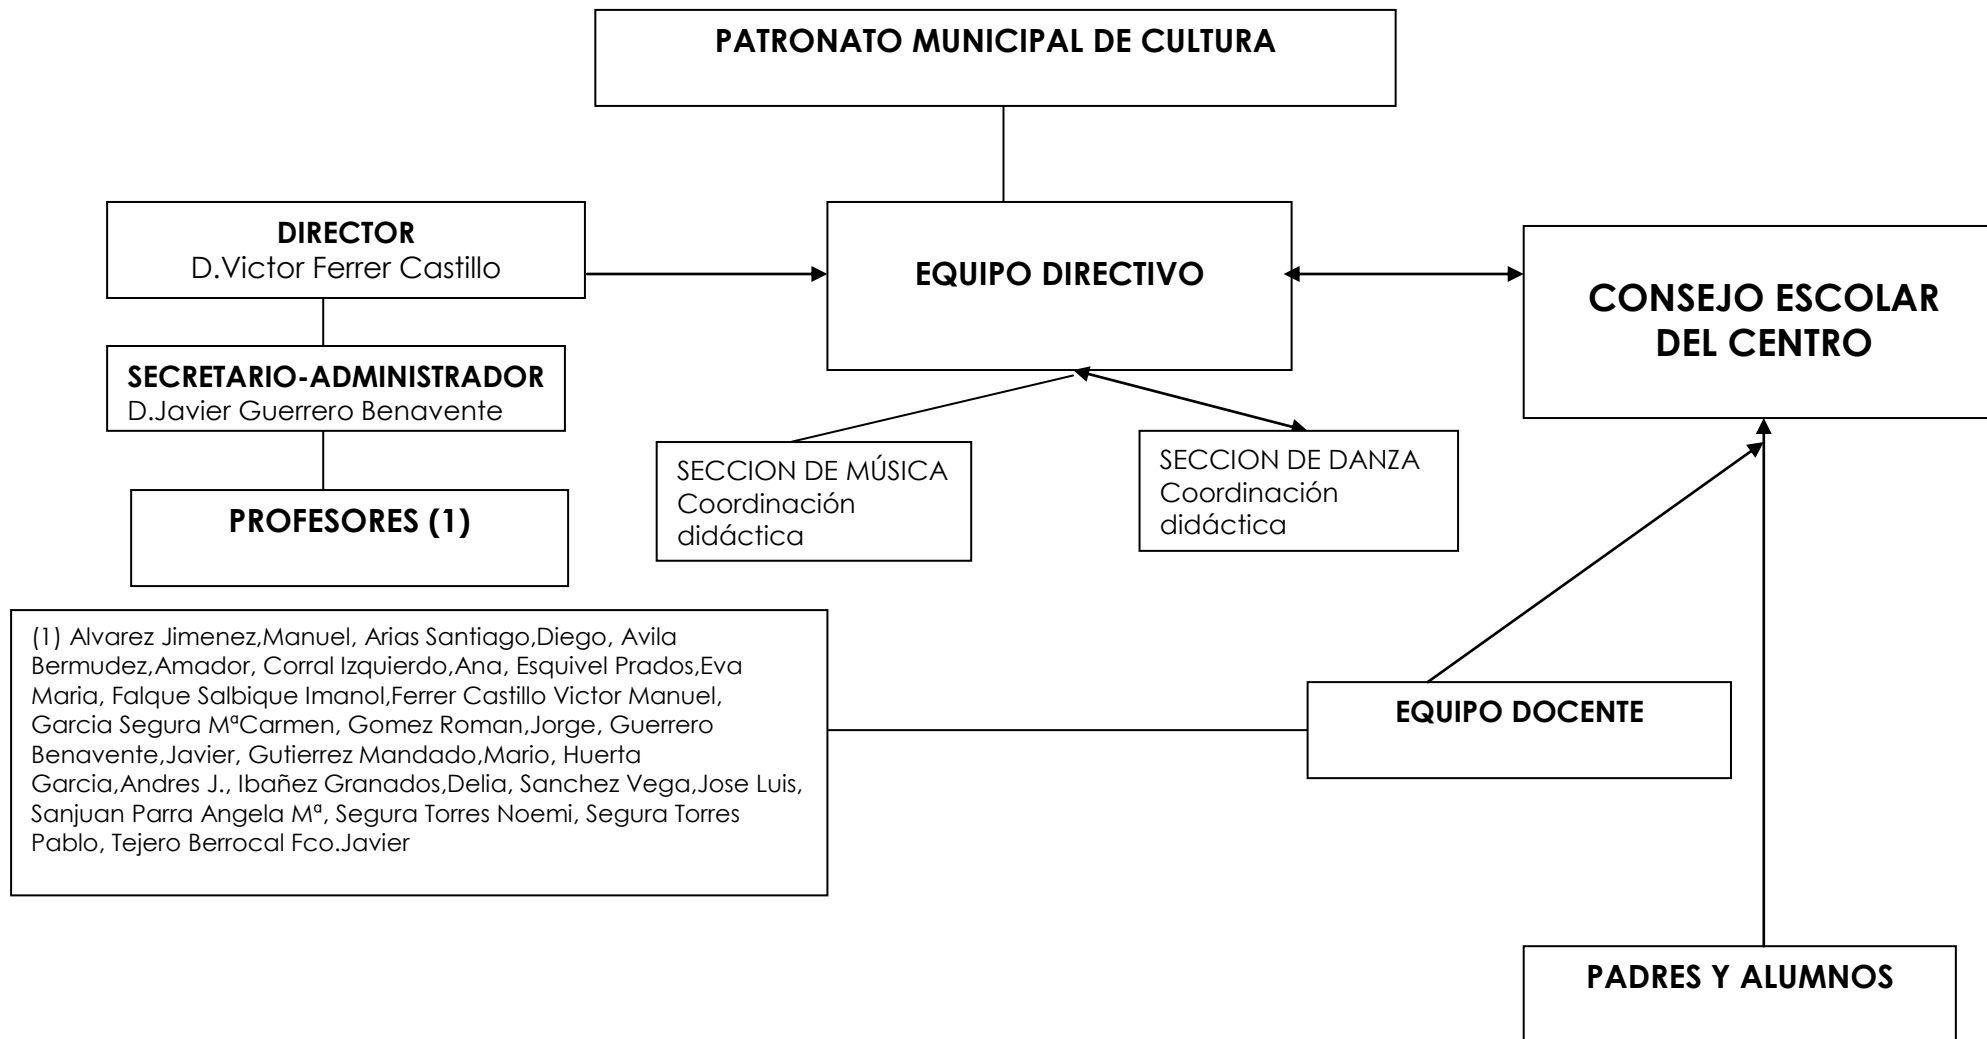 PATRONATO MUNICIPAL DE CULTURA
DIRECTOR
D.Victor Ferrer Castillo
EQUIPO DIRECTIVO
CONSEJO ESCOLAR
DEL CENTRO
SECRETARIO-ADMINISTRADOR
D.Javier Guerrero Benavente
SECCION DE MÚSICA
Coordinación
didáctica
SECCION DE DANZA
Coordinación
didáctica
PROFESORES (1)
(1) Alvarez Jimenez,Manuel, Arias Santiago,Diego, Avila
Bermudez,Amador, Corral Izquierdo,Ana, Esquivel Prados,Eva
Maria, Falque Salbique Imanol,Ferrer Castillo Victor Manuel,
Garcia Segura MªCarmen, Gomez Roman,Jorge, Guerrero
Benavente,Javier, Gutierrez Mandado,Mario, Huerta
Garcia,Andres J., Ibañez Granados,Delia, Sanchez Vega,Jose Luis,
Sanjuan Parra Angela Mª, Segura Torres Noemi, Segura Torres
Pablo, Tejero Berrocal Fco.Javier
EQUIPO DOCENTE
PADRES Y ALUMNOS